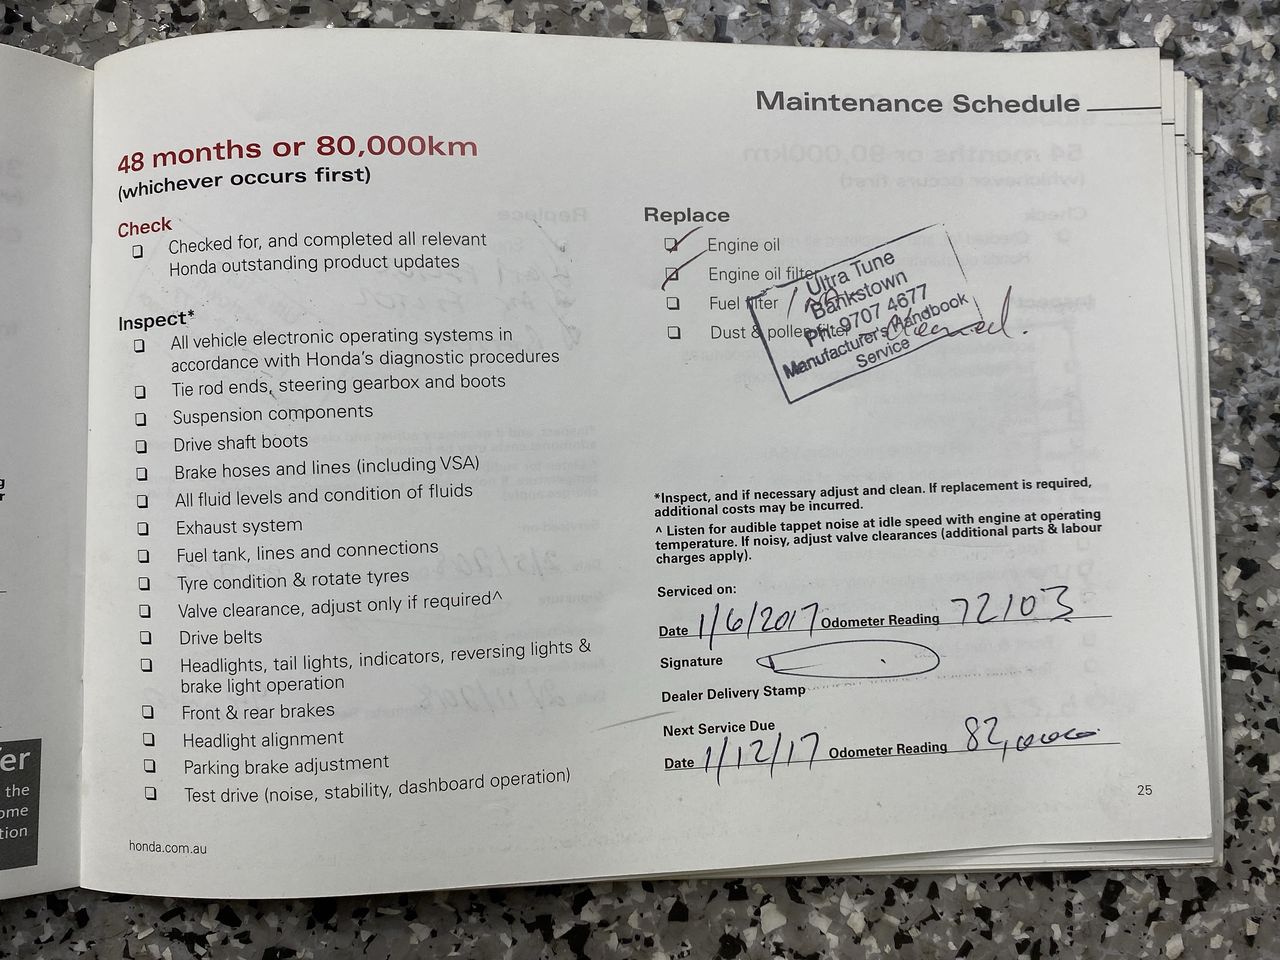 Maintenance Schedule
48 months or 80,000km
(whichever occurs first)
Check
Checked for, and completed all relevant
Honda outstanding product updates
Inspect*
All vehicle electronic operating systems in
accordance with Honda's diagnostic procedures
Tie rod ends, steering gearbox and boots
Suspension components
Drive shaft boots
Brake hoses and lines (including VSA)
All fluid levels and condition of fluids
Exhaust system
Fuel tank, lines and connections
Tyre condition & rotate tyres
Valve clearance, adjust only if required^
Drive belts
Headlights, tail lights, indicators, reversing lights &
brake light operation
Front & rear brakes
Headlight alignment
Parking brake adjustment
Test drive (noise, stability, dashboard operation)
honda.com.au
Replace
Engine oil
Engine oil filter
Fuel filter
Dust & pollen filter
Ultra Tune
Bankstown
PH: 9707 4677
Manufacturer's Handbook
Service
*Inspect, and if necessary adjust and clean. If replacement is required,
additional costs may be incurred.
^ Listen for audible tappet noise at idle speed with engine at operating
temperature. If noisy, adjust valve clearances (additional parts & labour
charges apply).
Serviced on:
Date 1/6/2017 Odometer Reading 72103
Signature
Dealer Delivery Stamp
Next Service Due
Date 1/12/17 Odometer Reading 82,000
25
er
the
ome
tion